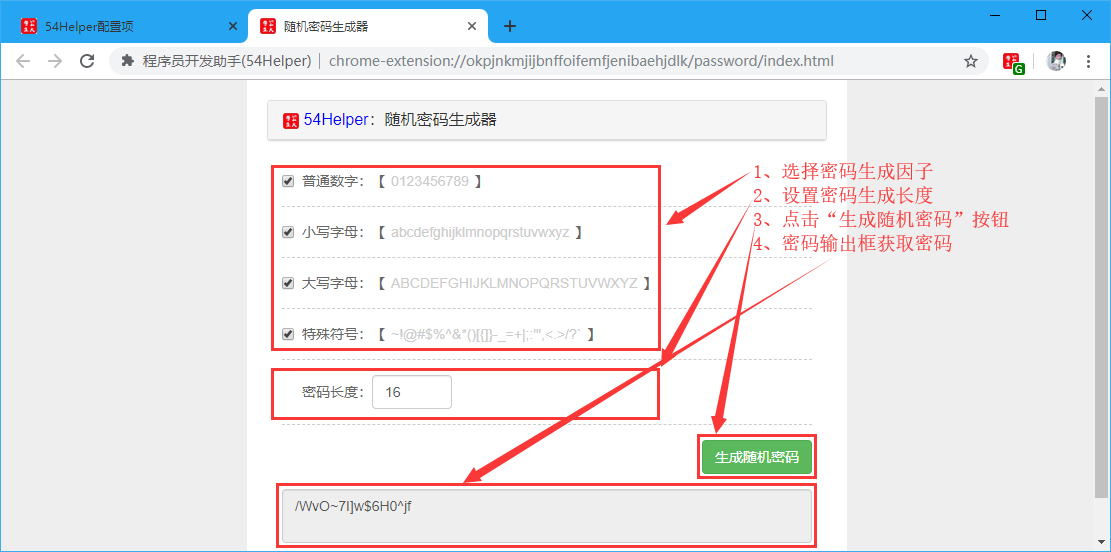 54Helper配置项
随机密码生成器
程序员开发助手(54Helper)
chrome-extension://okpjnkmjijbnffoifemfjenibaehjdlk/password/index.html
G
54Helper：随机密码生成器
普通数字：【 0123456789 】
小写字母：【 abcdefghijklmnopqrstuvwxyz 】
大写字母：【 ABCDEFGHIJKLMNOPQRSTUVWXYZ 】
特殊符号：【 ~!@#$%^&*()[{]}-_=+|;:'",<.>/?` 】
密码长度： 16
生成随机密码
/WvO~7I]w$6H0^jf
1、选择密码生成因子
2、设置密码生成长度
3、点击“生成随机密码”按钮
4、密码输出框获取密码